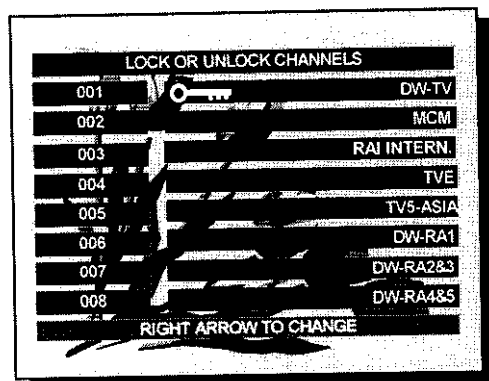 LOCK OR UNLOCK CHANNELS
001 DW-TV
002 MCM
003 RAI INTERN.
004 TVE
005 TV5-ASIA
006 DW-RA1
007 DW-RA2&3
008 DW-RA4&5
RIGHT ARROW TO CHANGE